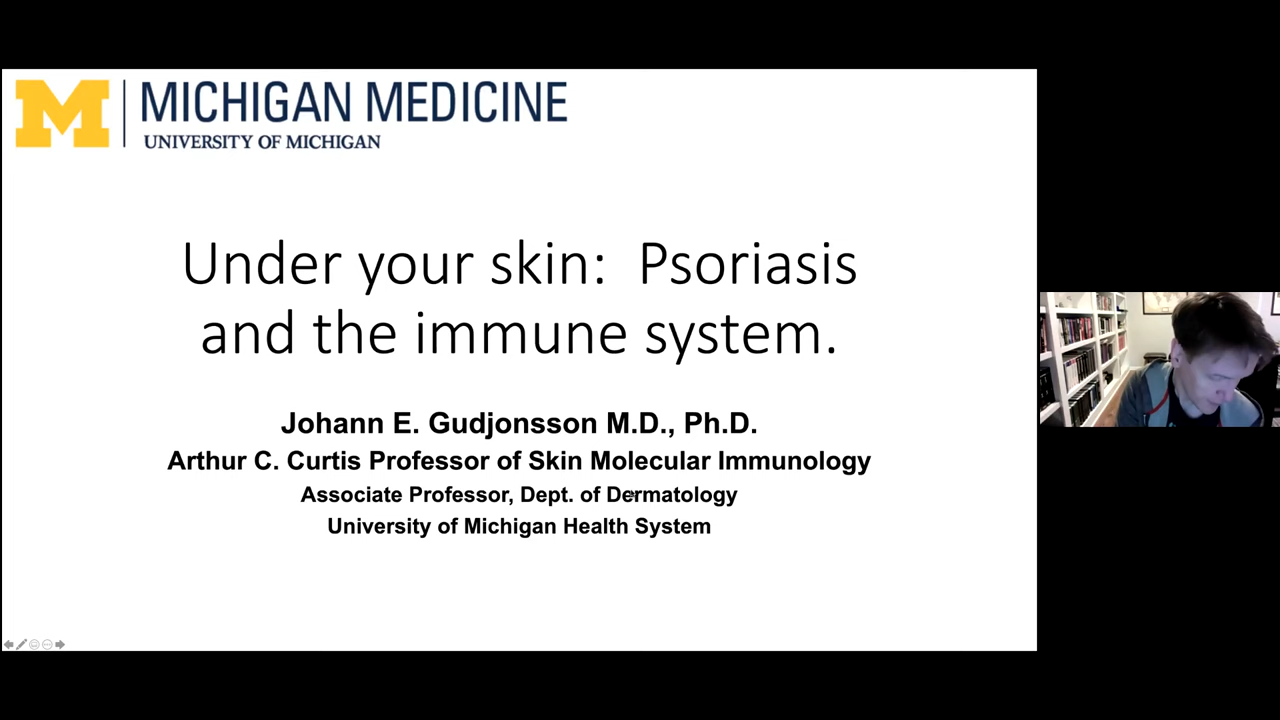 M
MICHIGAN MEDICINE
UNIVERSITY OF MICHIGAN
Under your skin: Psoriasis
and the immune system.
Johann E. Gudjonsson M.D., Ph.D.
Arthur C. Curtis Professor of Skin Molecular Immunology
Associate Professor, Dept. of Dermatology
University of Michigan Health System